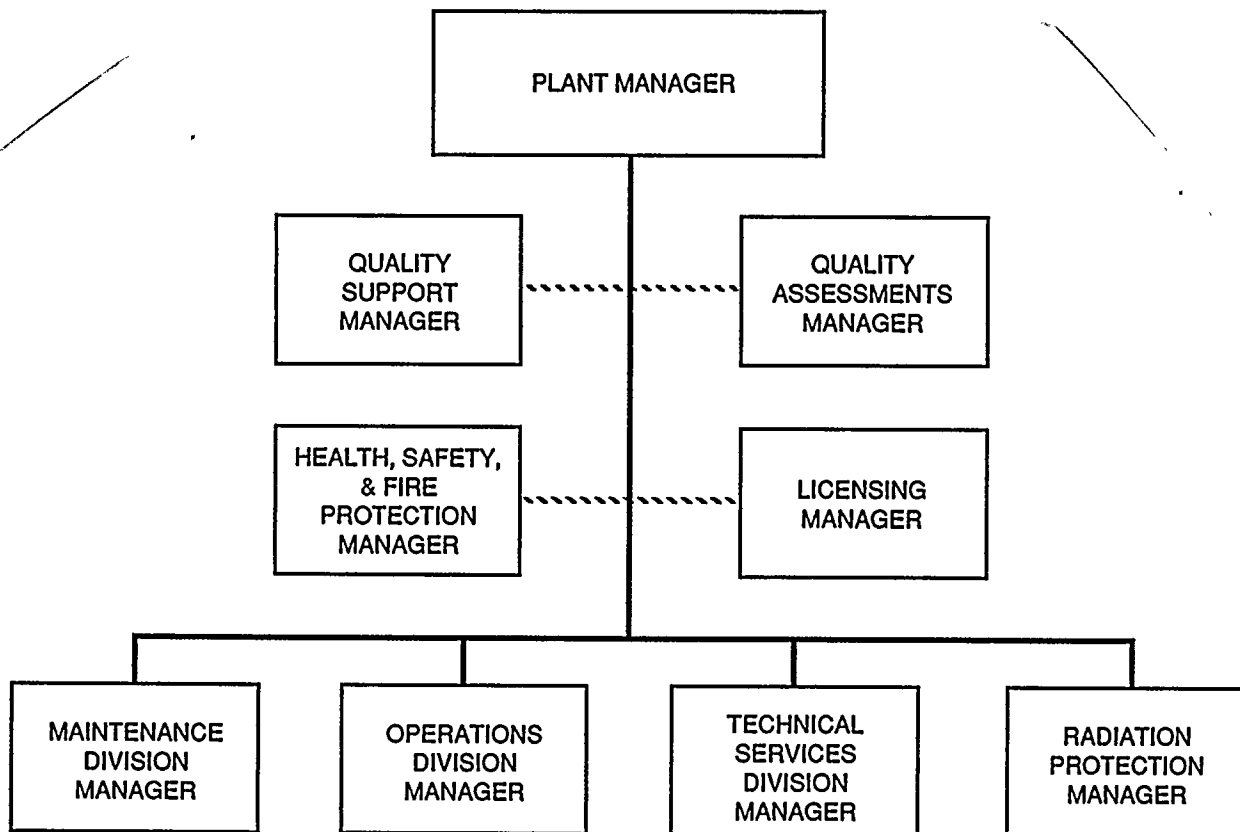 PLANT MANAGER
QUALITY
SUPPORT
MANAGER
QUALITY
ASSESSMENTS
MANAGER
HEALTH, SAFETY,
& FIRE
PROTECTION
MANAGER
LICENSING
MANAGER
MAINTENANCE
DIVISION
MANAGER
OPERATIONS
DIVISION
MANAGER
TECHNICAL
SERVICES
DIVISION
MANAGER
RADIATION
PROTECTION
MANAGER